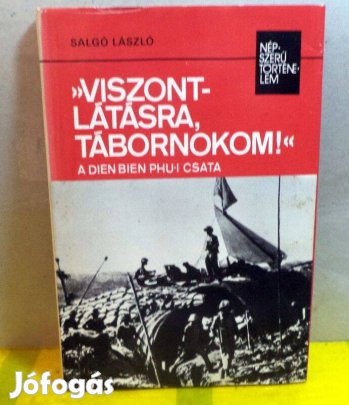 SALGÓ LÁSZLÓ
NÉP-
SZERŰ
TÖRTÉNE-
LEM
»VISZONT-
LÁTÁSRA,
TÁBORNOKOM!«
A DIEN BIEN PHU-I CSATA
Jófogás